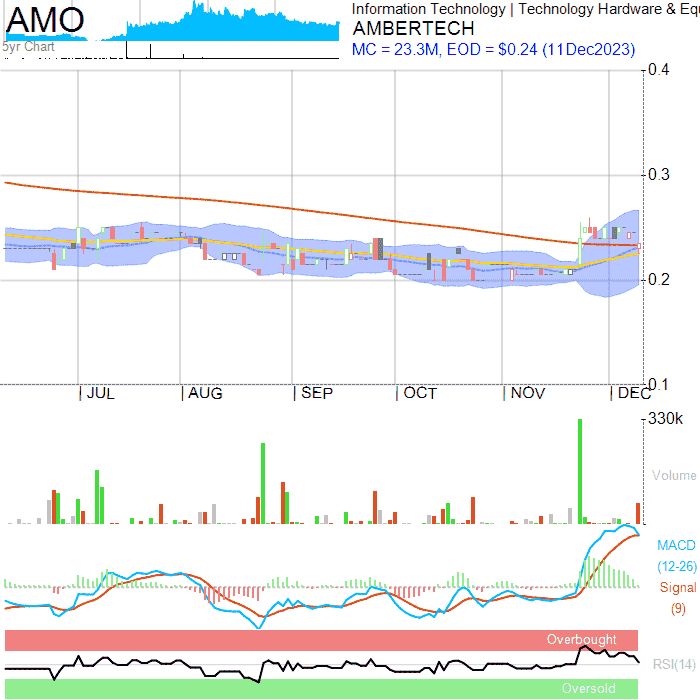 AMO
5yr Chart
Information Technology | Technology Hardware & Equ
AMBERTECH
MC = 23.3M, EOD = $0.24 (11Dec2023)
0.4
0.3
0.2
0.1
JUL AUG SEP OCT NOV DEC
330k
Volume
MACD
(12-26)
Signal
(9)
Overbought
RSI(14)
Oversold